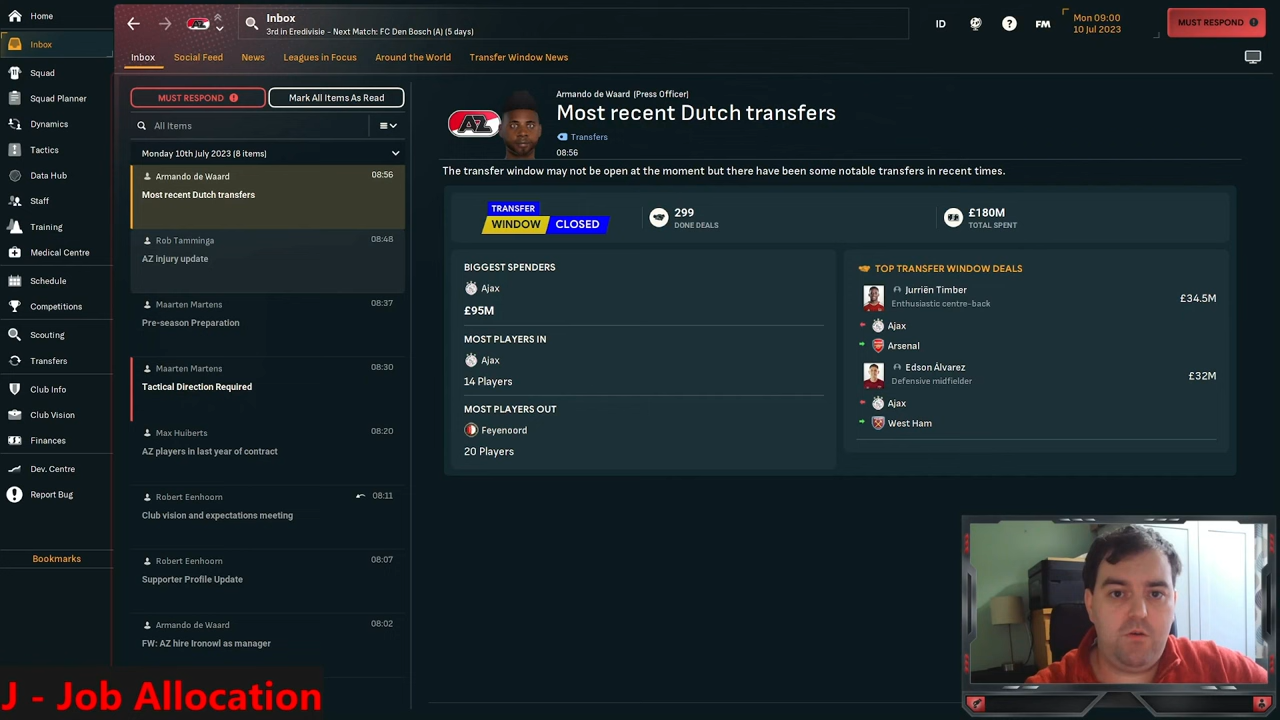 Home
Inbox
Squad
Squad Planner
Dynamics
Tactics
Data Hub
Staff
Training
Medical Centre
Schedule
Competitions
Scouting
Transfers
Club Info
Club Vision
Finances
Dev. Centre
Report Bug
Bookmarks
AZ
Inbox
3rd in Eredivisie - Next Match: FC Den Bosch (A) (5 days)
ID
FM
Mon 09:00
10 Jul 2023
MUST RESPOND
Inbox
Social Feed
News
Leagues in Focus
Around the World
Transfer Window News
MUST RESPOND
Mark All Items As Read
All Items
Monday 10th July 2023 (8 items)
Armando de Waard 08:56
Most recent Dutch transfers
Rob Tamminga 08:48
AZ injury update
Maarten Martens 08:37
Pre-season Preparation
Maarten Martens 08:30
Tactical Direction Required
Max Huiberts 08:20
AZ players in last year of contract
Robert Eenhoorn 08:11
Club vision and expectations meeting
Robert Eenhoorn 08:07
Supporter Profile Update
Armando de Waard 08:02
FW: AZ hire Ironowl as manager
AZ
Armando de Waard (Press Officer)
Most recent Dutch transfers
Transfers
08:56
The transfer window may not be open at the moment but there have been some notable transfers in recent times.
TRANSFER
WINDOW CLOSED
299
DONE DEALS
£180M
TOTAL SPENT
BIGGEST SPENDERS
Ajax
£95M
MOST PLAYERS IN
Ajax
14 Players
MOST PLAYERS OUT
Feyenoord
20 Players
TOP TRANSFER WINDOW DEALS
Jurriën Timber
Enthusiastic centre-back
£34.5M
Ajax
Arsenal
Edson Álvarez
Defensive midfielder
£32M
Ajax
West Ham
J - Job Allocation